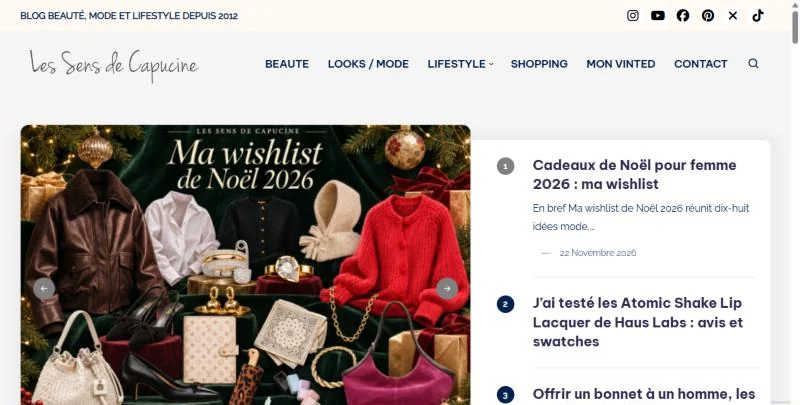 BLOG BEAUTÉ, MODE ET LIFESTYLE DEPUIS 2012
Les Sens de Capucine
BEAUTE LOOKS / MODE LIFESTYLE SHOPPING MON VINTED CONTACT
LES SENS DE CAPUCINE
Ma wishlist
de Noël 2026
1
Cadeaux de Noël pour femme
2026 : ma wishlist
En bref Ma wishlist de Noël 2026 réunit dix-huit
idées mode,…
— 22 Novembre 2026
2
J’ai testé les Atomic Shake Lip
Lacquer de Haus Labs : avis et
swatches
3
Offrir un bonnet à un homme, les